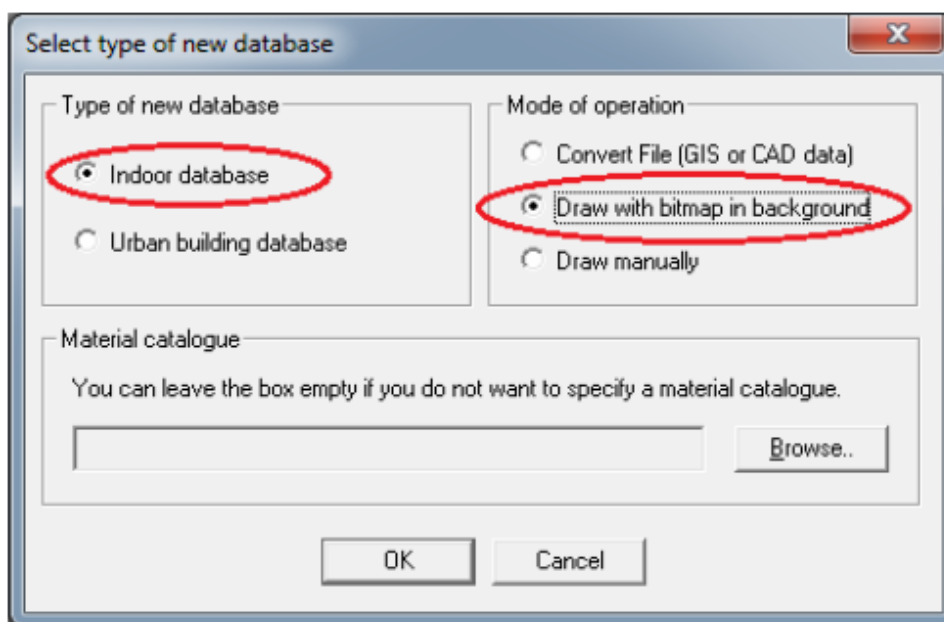 Select type of new database
Type of new database
Indoor database
Urban building database
Mode of operation
Convert File (GIS or CAD data)
Draw with bitmap in background
Draw manually
Material catalogue
You can leave the box empty if you do not want to specify a material catalogue.
Browse..
OK
Cancel